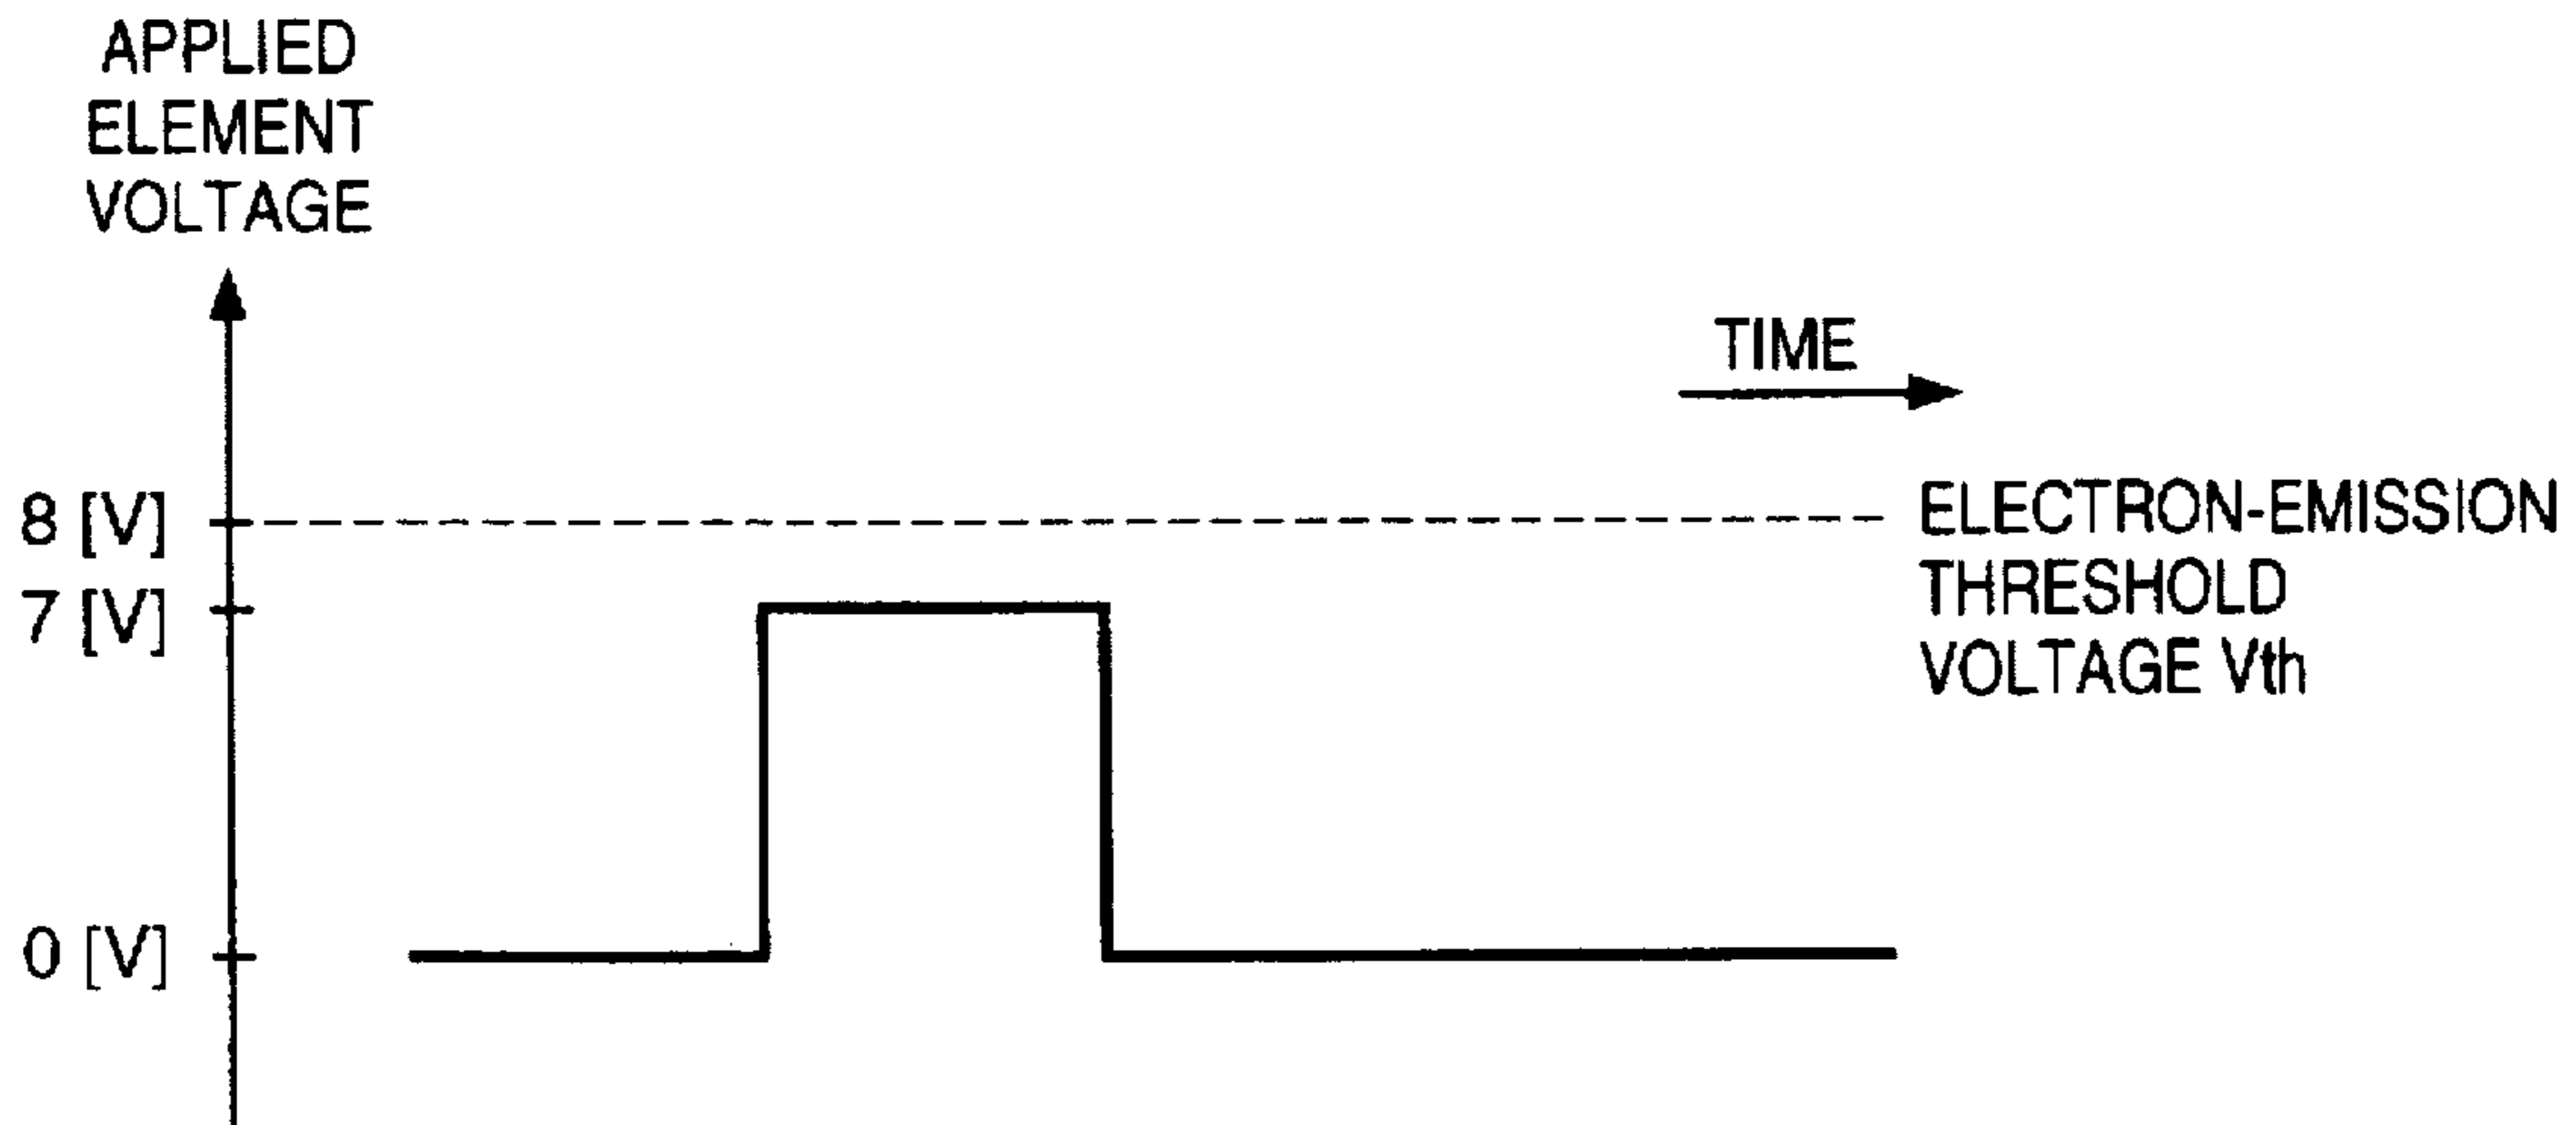 APPLIED
ELEMENT
VOLTAGE
TIME
8 [V]
ELECTRON-EMISSION
THRESHOLD
VOLTAGE Vth
7 [V]
0 [V]